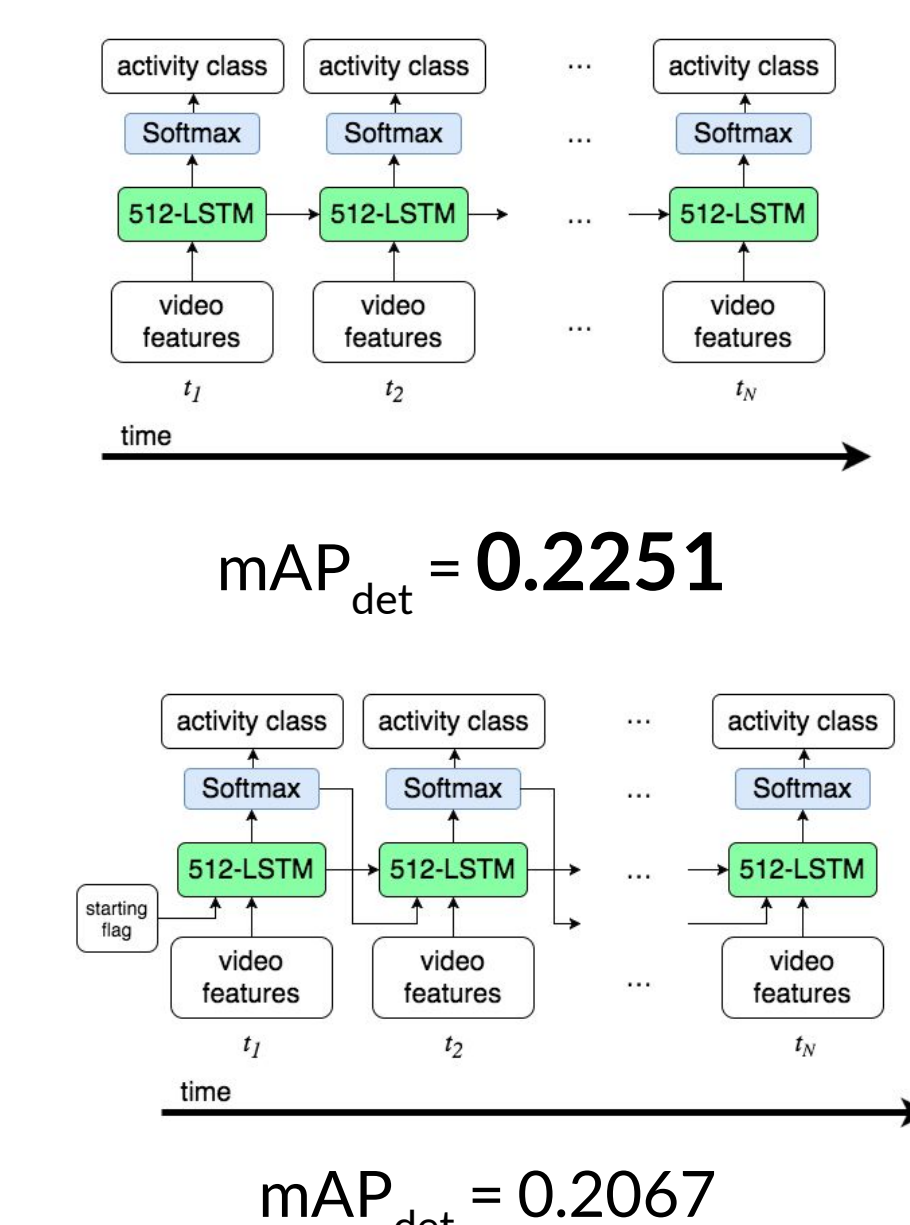 activity class activity class ... activity class
Softmax Softmax ... Softmax
512-LSTM 512-LSTM ... 512-LSTM
video features video features ... video features
t1 t2 tN
time
mAPdet = 0.2251
activity class activity class ... activity class
Softmax Softmax ... Softmax
512-LSTM 512-LSTM ... 512-LSTM
starting flag
video features video features ... video features
t1 t2 tN
time
mAPdet = 0.2067